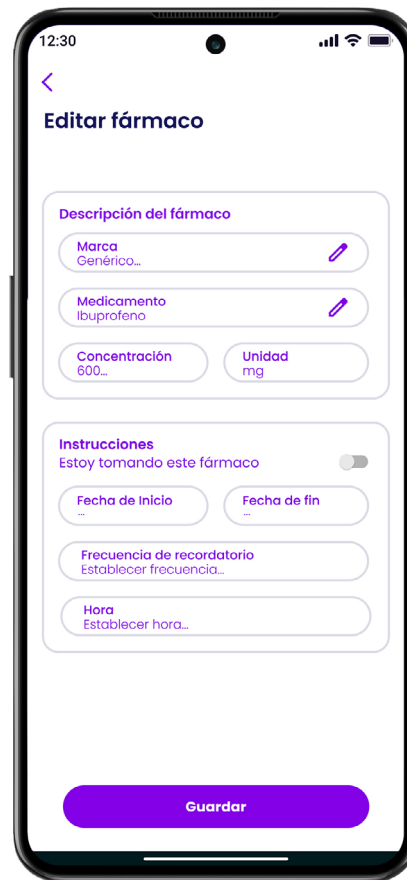 12:30
Editar fármaco
Descripción del fármaco
Marca
Genérico...
Medicamento
Ibuprofeno
Concentración
600...
Unidad
mg
Instrucciones
Estoy tomando este fármaco
Fecha de Inicio
...
Fecha de fin
...
Frecuencia de recordatorio
Establecer frecuencia...
Hora
Establecer hora...
Guardar